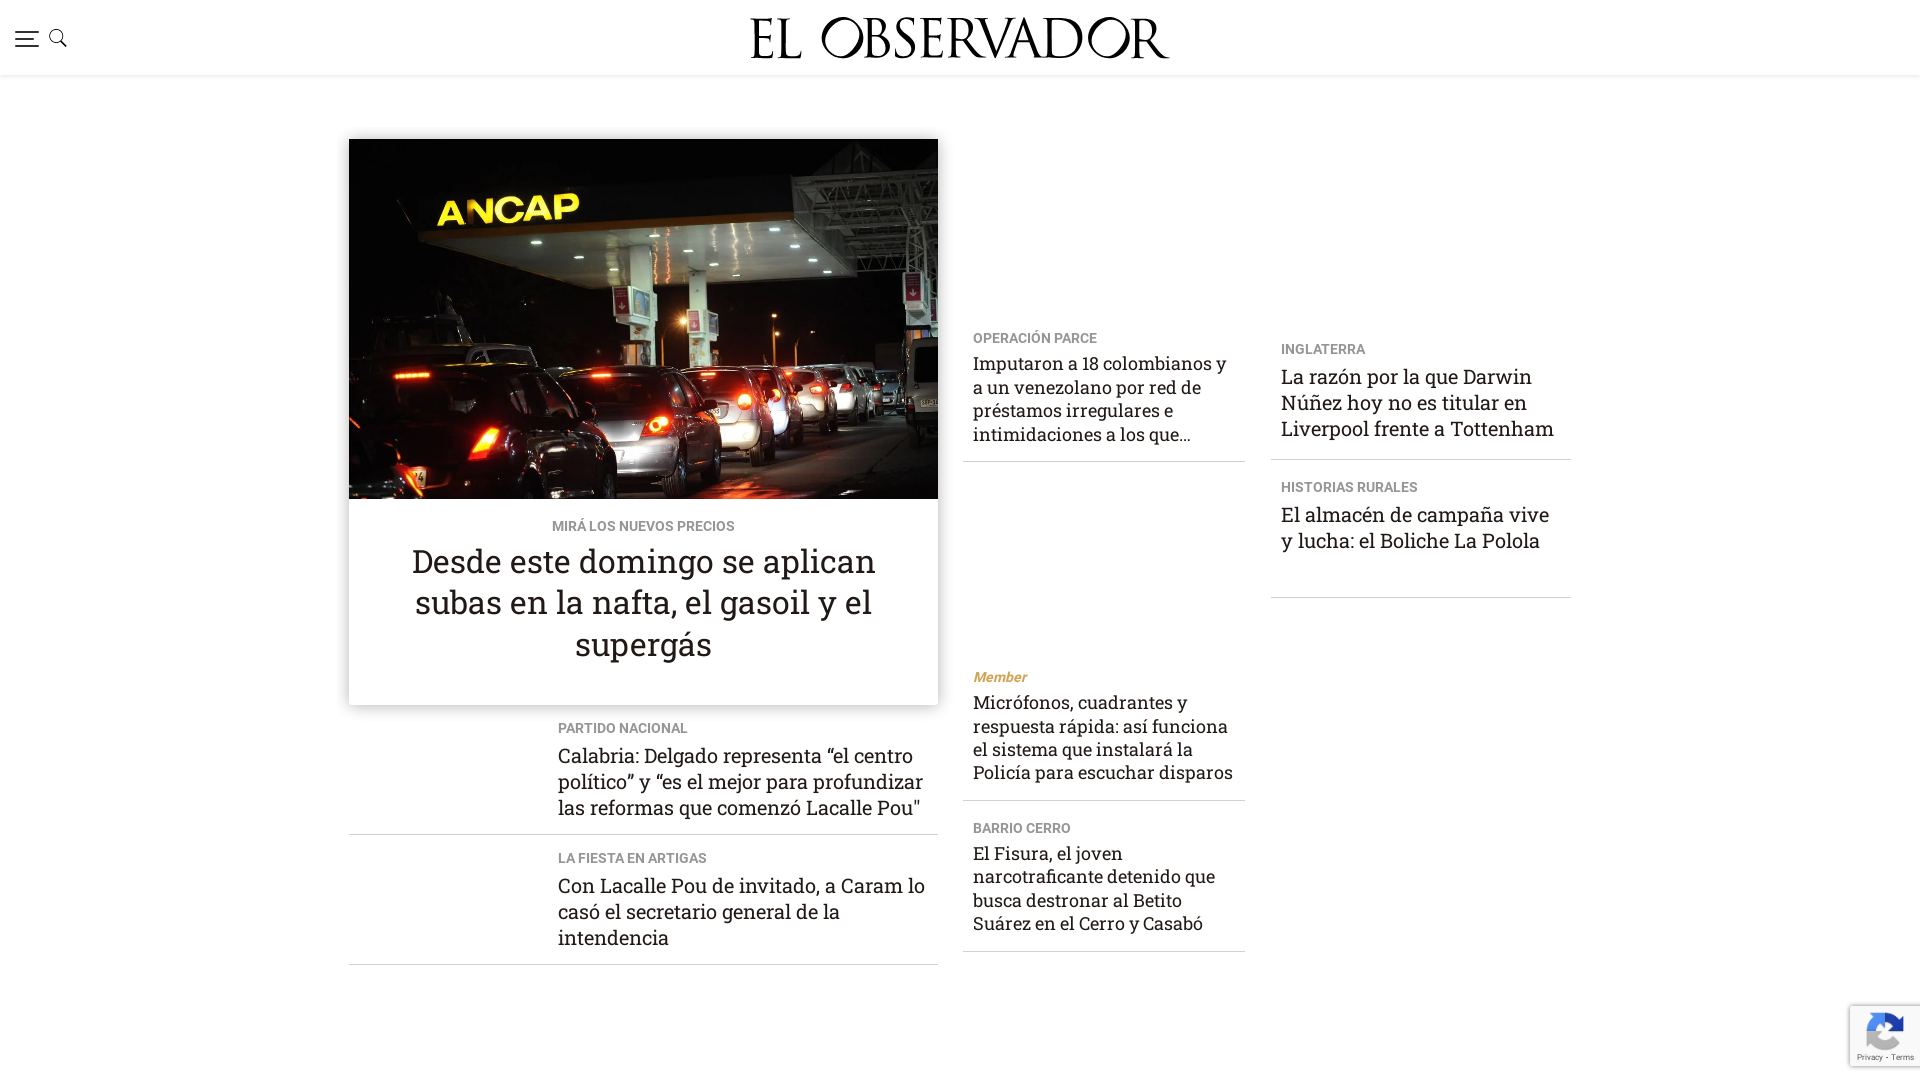 EL OBSERVADOR
ANCAP
MIRÁ LOS NUEVOS PRECIOS
Desde este domingo se aplican
subas en la nafta, el gasoil y el
supergás
PARTIDO NACIONAL
Calabria: Delgado representa “el centro
político” y “es el mejor para profundizar
las reformas que comenzó Lacalle Pou"
LA FIESTA EN ARTIGAS
Con Lacalle Pou de invitado, a Caram lo
casó el secretario general de la
intendencia
OPERACIÓN PARCE
Imputaron a 18 colombianos y
a un venezolano por red de
préstamos irregulares e
intimidaciones a los que...
Member
Micrófonos, cuadrantes y
respuesta rápida: así funciona
el sistema que instalará la
Policía para escuchar disparos
BARRIO CERRO
El Fisura, el joven
narcotraficante detenido que
busca destronar al Betito
Suárez en el Cerro y Casabó
INGLATERRA
La razón por la que Darwin
Núñez hoy no es titular en
Liverpool frente a Tottenham
HISTORIAS RURALES
El almacén de campaña vive
y lucha: el Boliche La Polola
Privacy - Terms